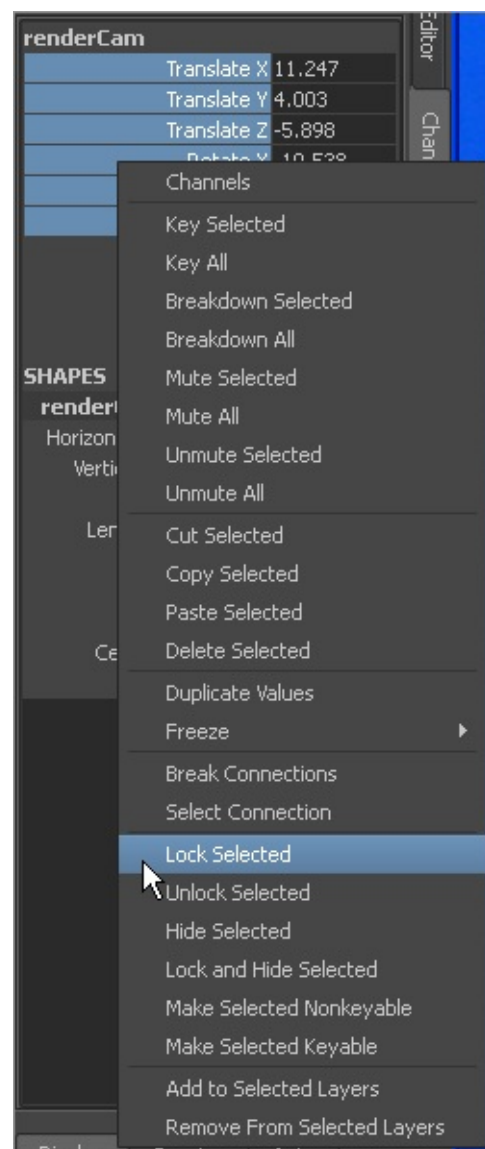 renderCam
Translate X 11.247
Translate Y 4.003
Translate Z -5.898
Channels
Key Selected
Key All
Breakdown Selected
Breakdown All
Mute Selected
Mute All
Unmute Selected
Unmute All
SHAPES
Cut Selected
Copy Selected
Paste Selected
Delete Selected
Duplicate Values
Freeze
Break Connections
Select Connection
Lock Selected
Unlock Selected
Hide Selected
Lock and Hide Selected
Make Selected Nonkeyable
Make Selected Keyable
Add to Selected Layers
Remove From Selected Layers
Editor